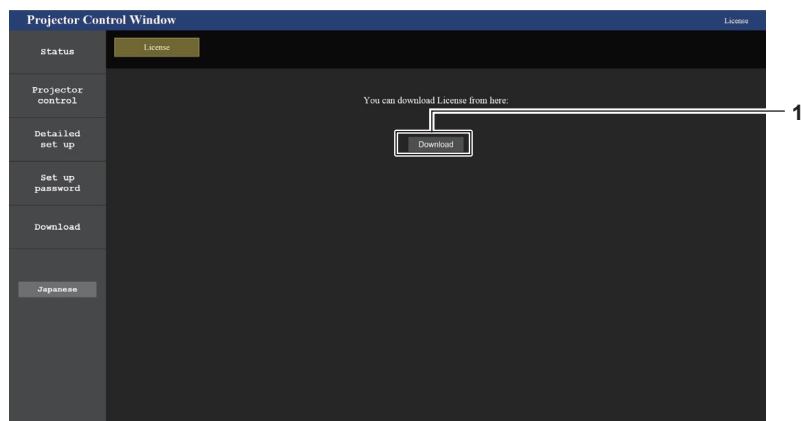 Projector Control Window
License
Status
License
Projector
control
You can download License from here:
1
Detailed
set up
Download
Set up
password
Download
Japanese